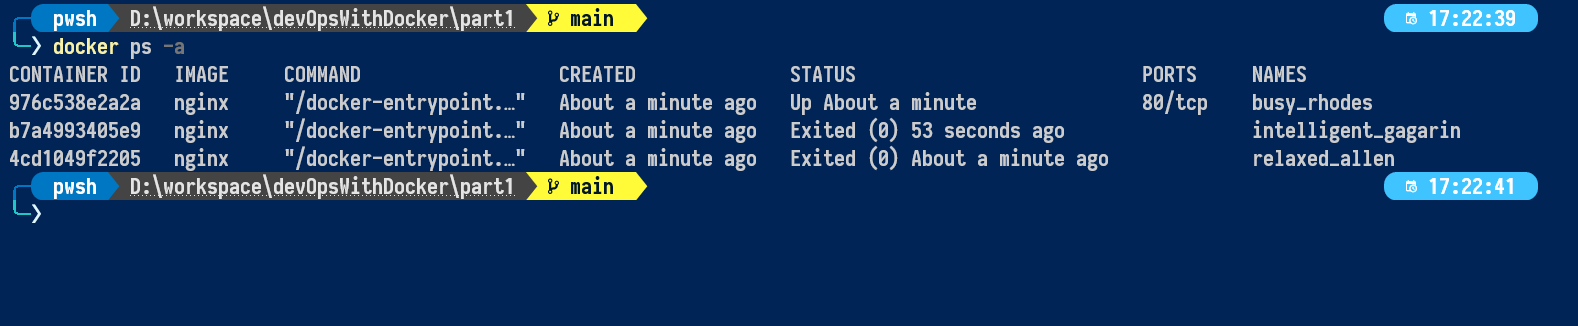 pwsh D:\workspace\devOpsWithDocker\part1 main 17:22:39
❯ docker ps -a
CONTAINER ID IMAGE COMMAND CREATED STATUS PORTS NAMES
976c538e2a2a nginx "/docker-entrypoint.…" About a minute ago Up About a minute 80/tcp busy_rhodes
b7a4993405e9 nginx "/docker-entrypoint.…" About a minute ago Exited (0) 53 seconds ago intelligent_gagarin
4cd1049f2205 nginx "/docker-entrypoint.…" About a minute ago Exited (0) About a minute ago relaxed_allen
pwsh D:\workspace\devOpsWithDocker\part1 main 17:22:41
❯